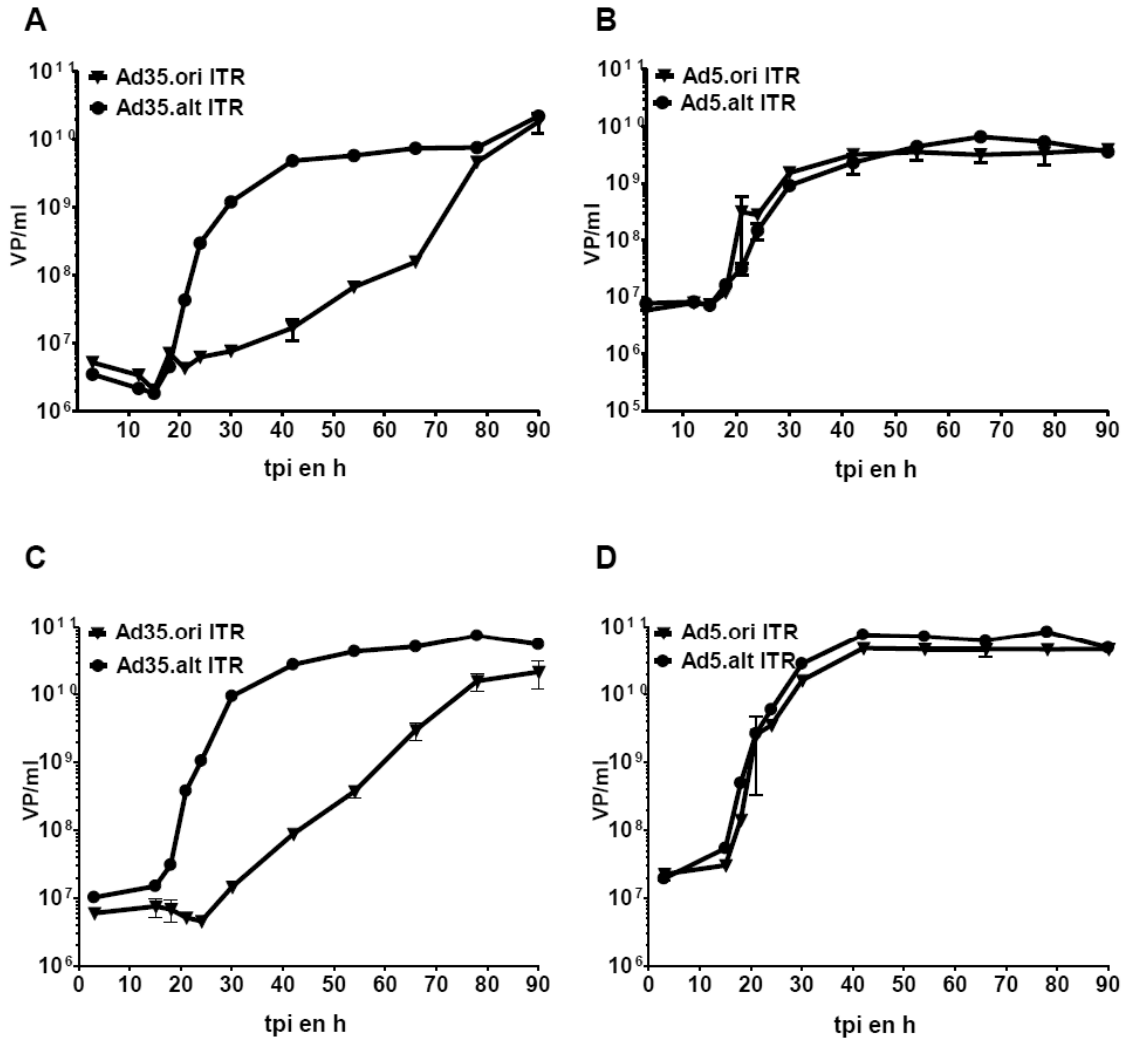 A
Ad35.ori ITR
Ad35.alt ITR
VP/ml
10¹¹
10¹⁰
10⁹
10⁸
10⁷
10⁶
10 20 30 40 50 60 70 80 90
tpi en h
B
Ad5.ori ITR
Ad5.alt ITR
VP/ml
10¹¹
10¹⁰
10⁹
10⁸
10⁷
10⁶
10⁵
10 20 30 40 50 60 70 80 90
tpi en h
C
Ad35.ori ITR
Ad35.alt ITR
VP/ml
10¹¹
10¹⁰
10⁹
10⁸
10⁷
10⁶
0 10 20 30 40 50 60 70 80 90
tpi en h
D
Ad5.ori ITR
Ad5.alt ITR
VP/ml
10¹¹
10¹⁰
10⁹
10⁸
10⁷
10⁶
0 10 20 30 40 50 60 70 80 90
tpi en h